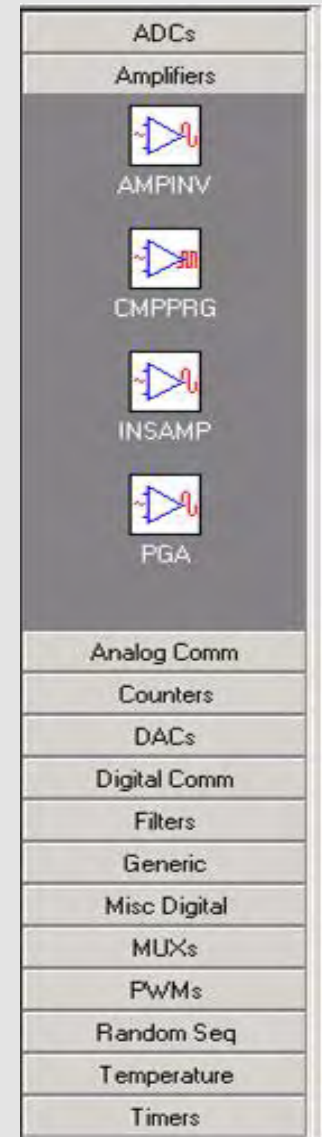 ADCs
Amplifiers
AMPINV
CMPPRG
INSAMP
PGA
Analog Comm
Counters
DACs
Digital Comm
Filters
Generic
Misc Digital
MUXs
PWMs
Random Seq
Temperature
Timers